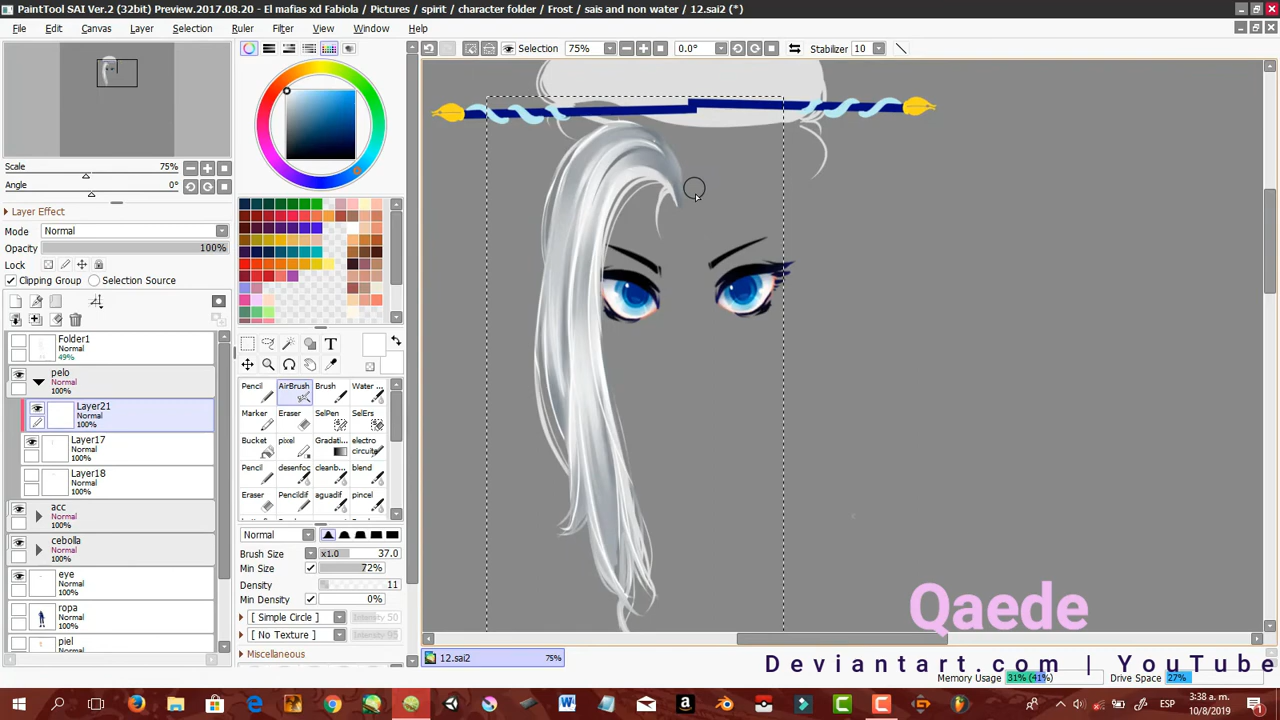 PaintTool SAI Ver.2 (32bit) Preview.2017.08.20 - El mafias xd Fabiola / Pictures / spirit / character folder / Frost / sais and non water / 12.sai2 (*)
File Edit Canvas Layer Selection Ruler Filter View Window Help
Selection 75% 0.0° Normal Stabilizer 10
Scale 75%
Angle 0°
Layer Effect
Mode Normal
Opacity 100%
Lock
Clipping Group Selection Source
Folder1
Normal
49%
pelo
Normal
100%
Layer21
Normal
100%
Layer17
Normal
100%
Layer18
Normal
100%
acc
Normal
100%
cebolla
Normal
100%
eye
Normal
100%
ropa
Normal
100%
piel
Normal
T
Pencil AirBrush Brush Water ...
Marker Eraser SelPen SelErs
Bucket pixel Gradati... electro circuite
Pencil desenfoc cleanb... blend
Eraser Pencildif aguadif pincel
Normal
Brush Size x1.0 37.0
Min Size 72%
Density 11
Min Density 0%
[ Simple Circle ] Intensity 50
[ No Texture ] Intensity 95
Miscellaneous
12.sai2 75%
Qaede
Deviantart.com | YouTube
Memory Usage 31% (41%) Drive Space 27%
ESP 3:38 a. m. 10/8/2019